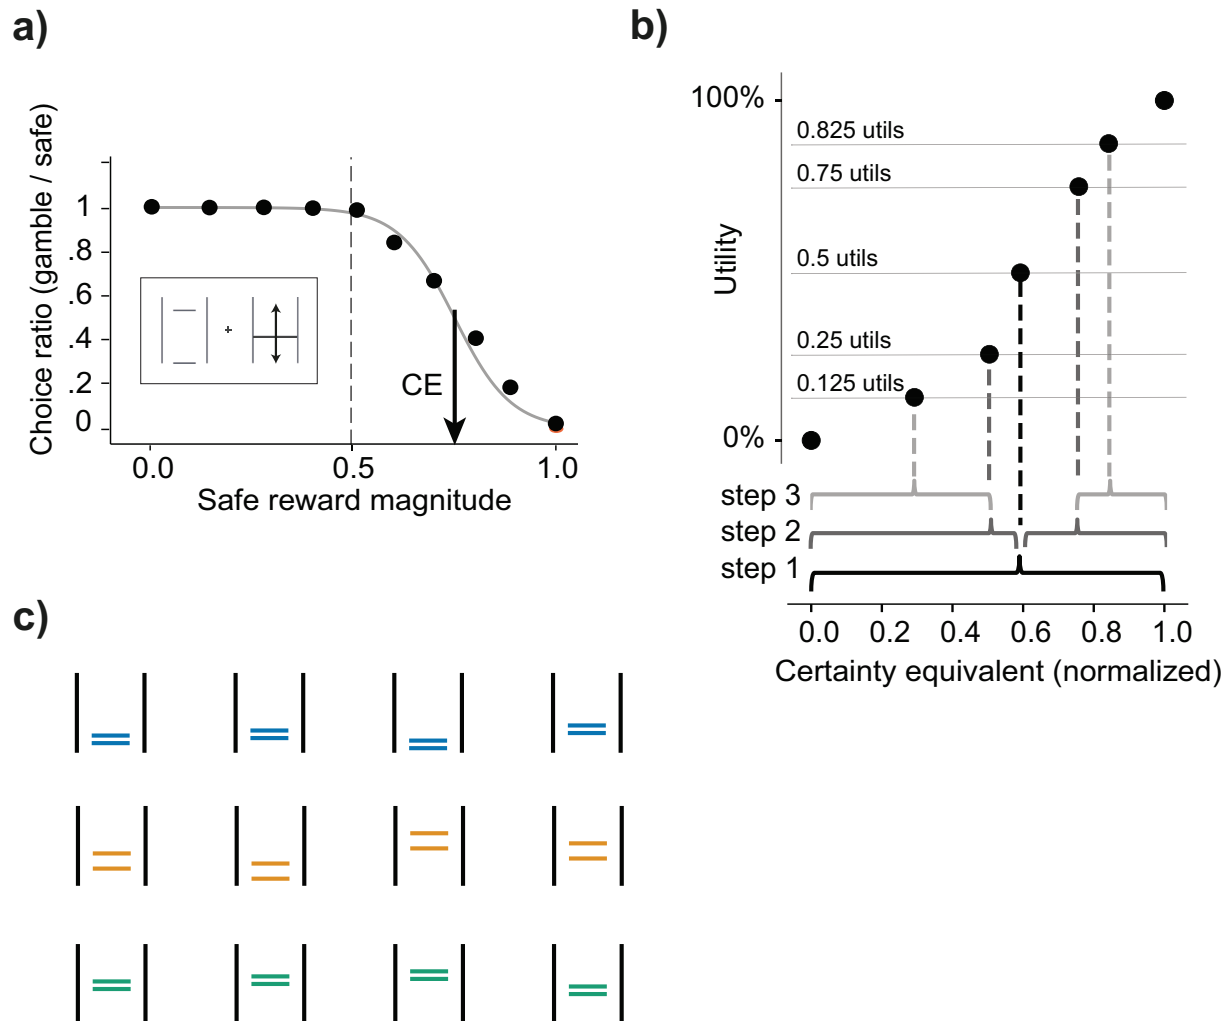 a)
Choice ratio (gamble / safe)
1
.8
.6
.4
.2
0
CE
0.0
0.5
1.0
Safe reward magnitude
b)
Utility
100%
0%
0.825 utils
0.75 utils
0.5 utils
0.25 utils
0.125 utils
step 3
step 2
step 1
0.0
0.2
0.4
0.6
0.8
1.0
Certainty equivalent (normalized)
c)